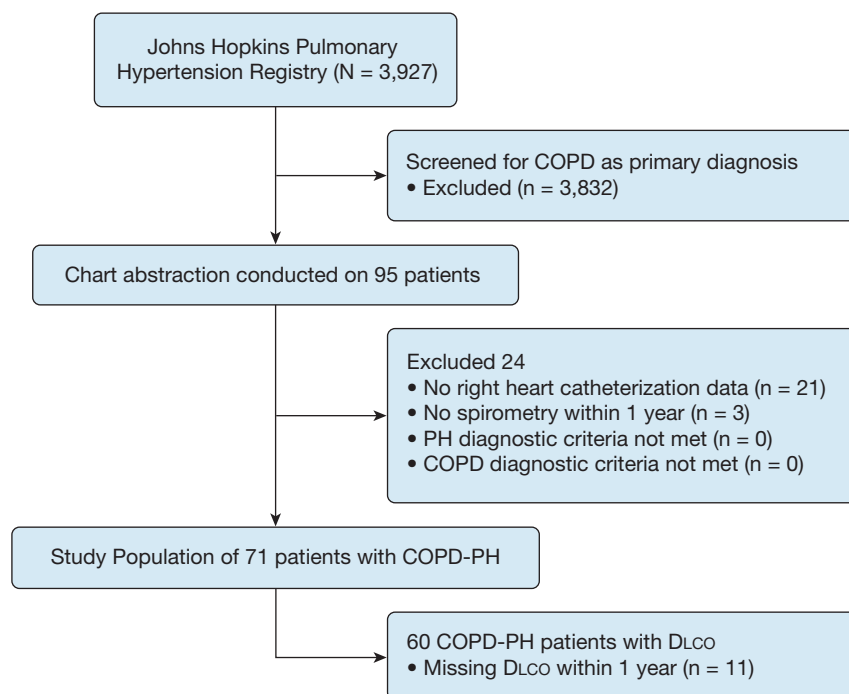 Johns Hopkins Pulmonary
Hypertension Registry (N = 3,927)
Screened for COPD as primary diagnosis
• Excluded (n = 3,832)
Chart abstraction conducted on 95 patients
Excluded 24
• No right heart catheterization data (n = 21)
• No spirometry within 1 year (n = 3)
• PH diagnostic criteria not met (n = 0)
• COPD diagnostic criteria not met (n = 0)
Study Population of 71 patients with COPD-PH
60 COPD-PH patients with DLCO
• Missing DLCO within 1 year (n = 11)